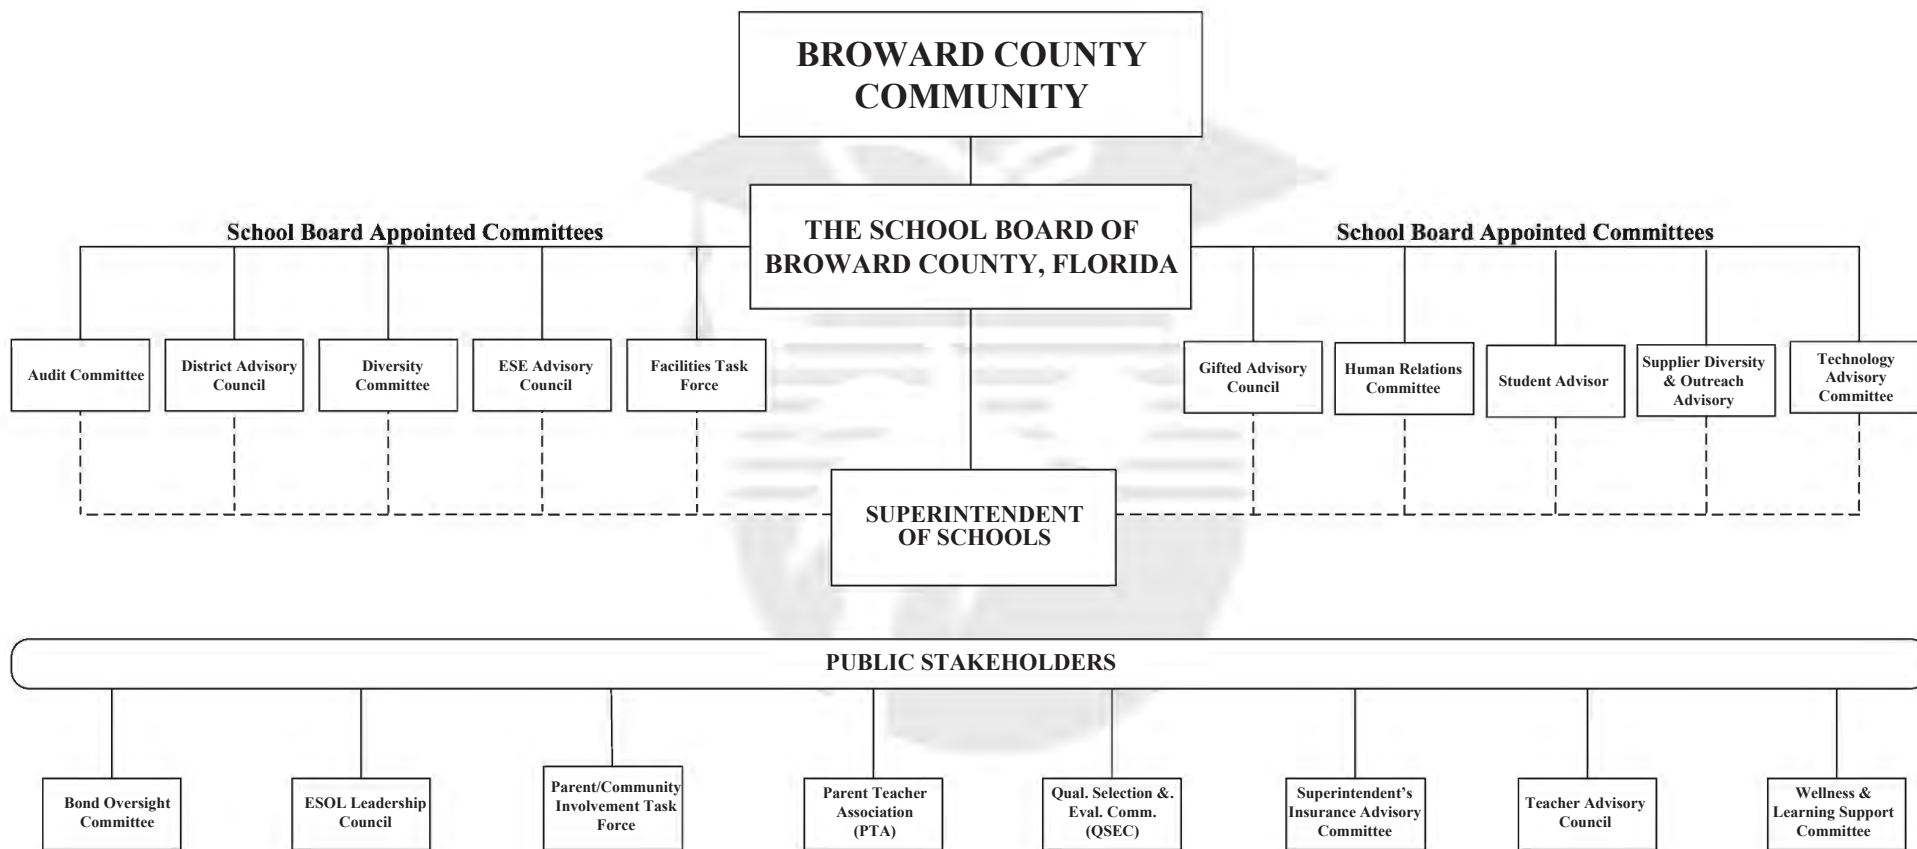 BROWARD COUNTY
COMMUNITY
THE SCHOOL BOARD OF
BROWARD COUNTY, FLORIDA
School Board Appointed Committees
School Board Appointed Committees
Audit Committee
District Advisory
Council
Diversity
Committee
ESE Advisory
Council
Facilities Task
Force
Gifted Advisory
Council
Human Relations
Committee
Student Advisor
Supplier Diversity
& Outreach
Advisory
Technology
Advisory
Committee
SUPERINTENDENT
OF SCHOOLS
PUBLIC STAKEHOLDERS
Bond Oversight
Committee
ESOL Leadership
Council
Parent/Community
Involvement Task
Force
Parent Teacher
Association
(PTA)
Qual. Selection &.
Eval. Comm.
(QSEC)
Superintendent’s
Insurance Advisory
Committee
Teacher Advisory
Council
Wellness &
Learning Support
Committee